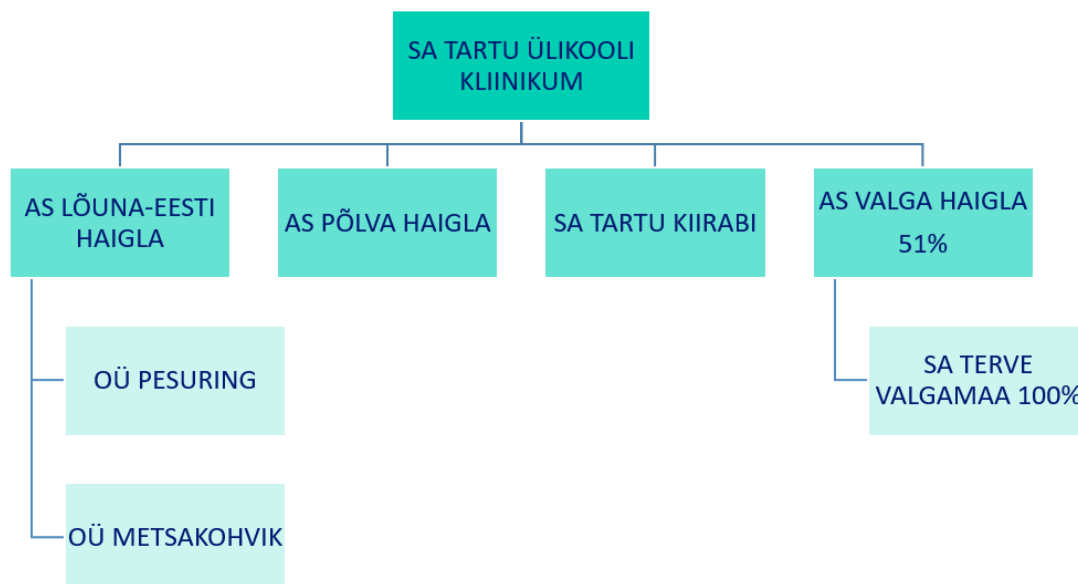 SA TARTU ÜLIKOOLI
KLIINIKUM
AS LÕUNA-EESTI
HAIGLA
AS PÕLVA HAIGLA
SA TARTU KIIRABI
AS VALGA HAIGLA
51%
OÜ PESURING
SA TERVE
VALGAMAA 100%
OÜ METSAKOHVIK